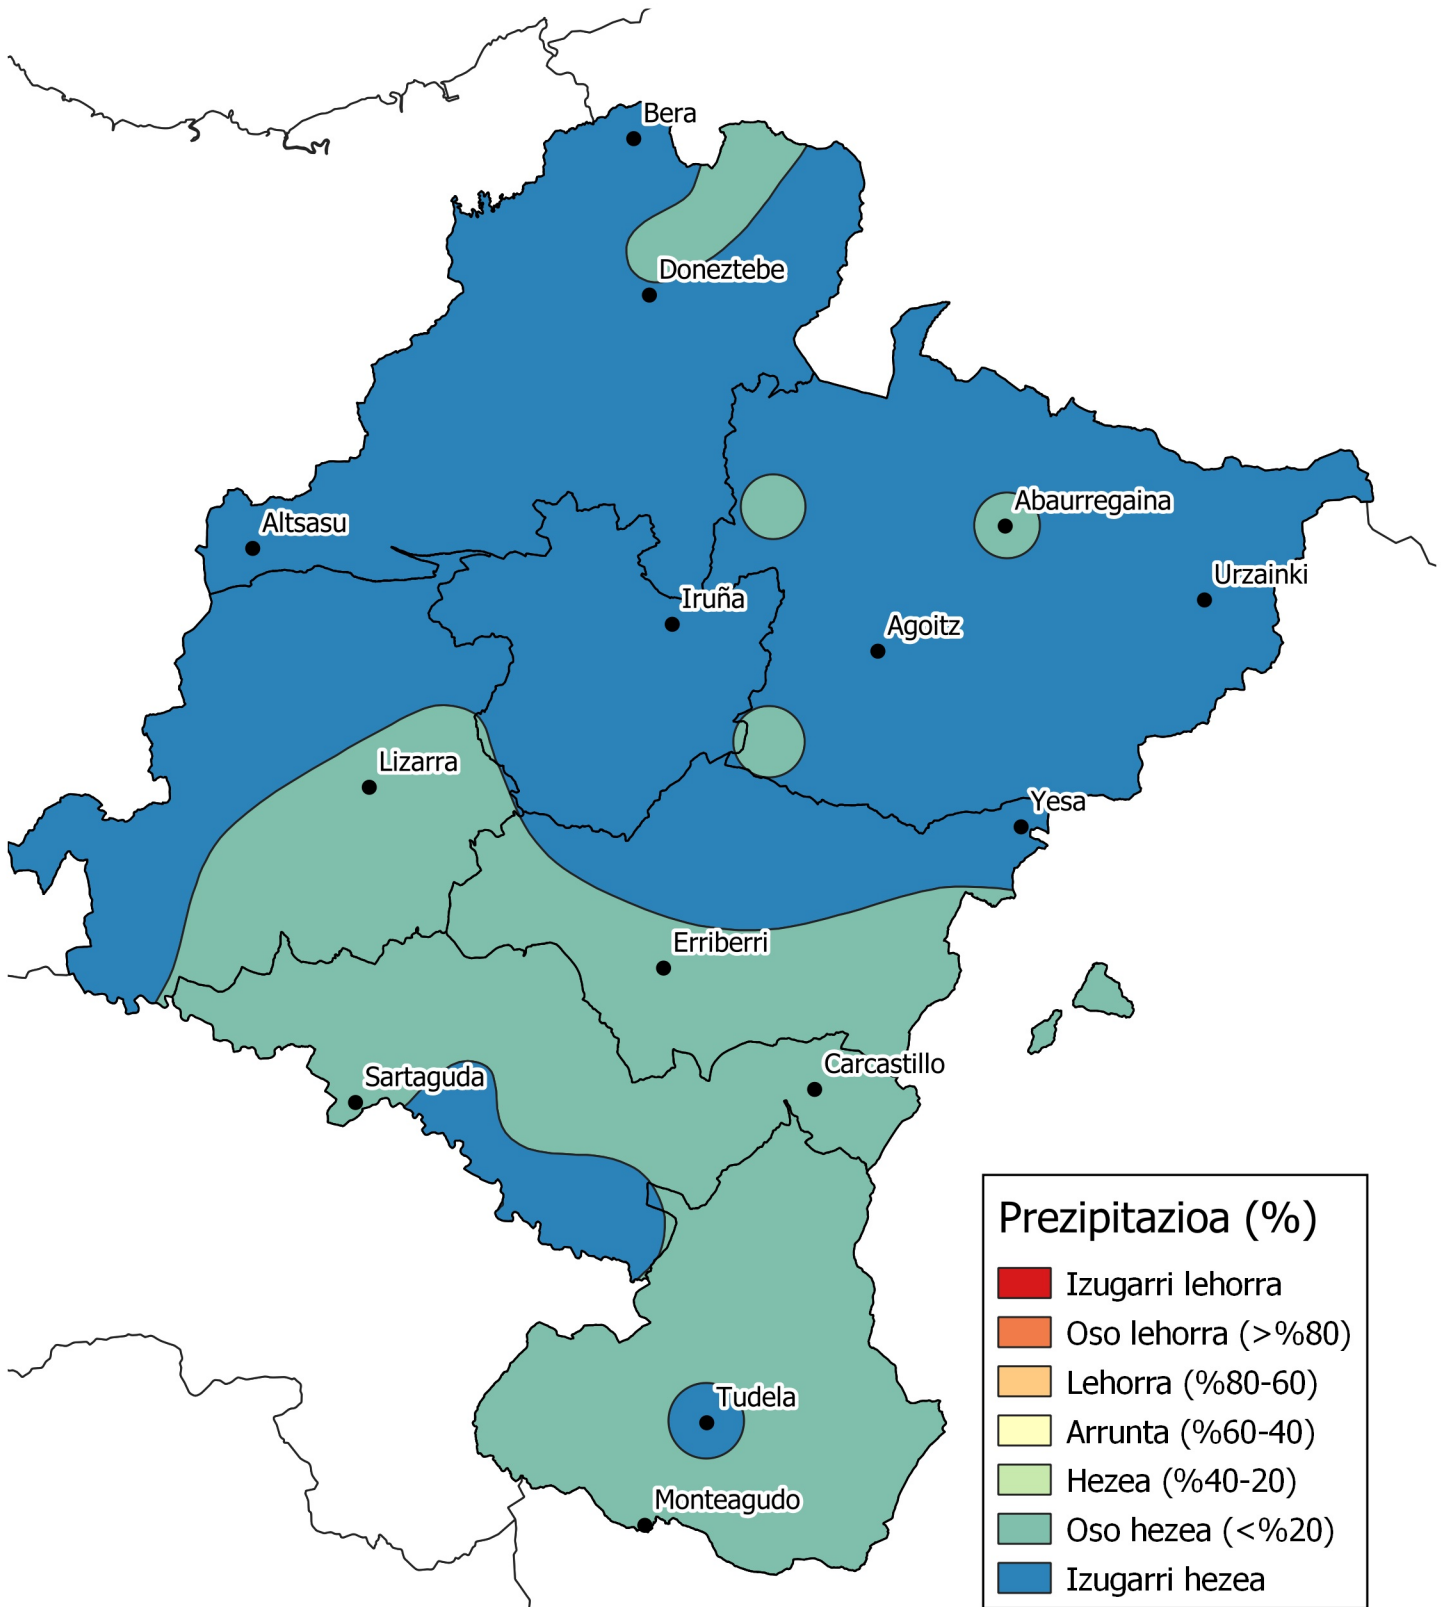 Bera
Doneztebe
Abaurregaina
Altsasu
Urzainki
Iruña
Agoitz
Lizarra
Yesa
Erriberri
Carcastillo
Sartaguda
Tudela
Monteagudo
Prezipitazioa (%)
Izugarri lehorra
Oso lehorra (>%80)
Lehorra (%80-60)
Arrunta (%60-40)
Hezea (%40-20)
Oso hezea (<%20)
Izugarri hezea